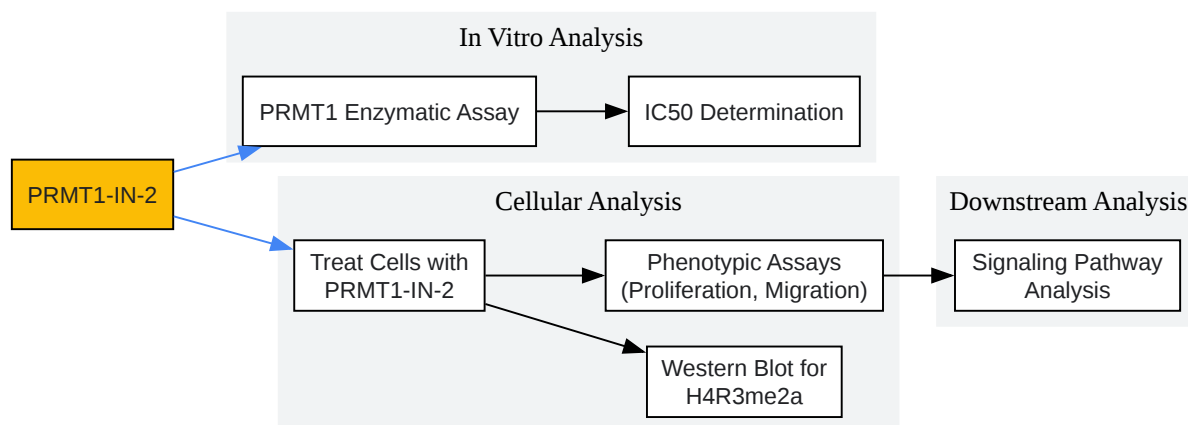 In Vitro Analysis
PRMT1 Enzymatic Assay
IC50 Determination
PRMT1-IN-2
Cellular Analysis
Treat Cells with
PRMT1-IN-2
Phenotypic Assays
(Proliferation, Migration)
Western Blot for
H4R3me2a
Downstream Analysis
Signaling Pathway
Analysis